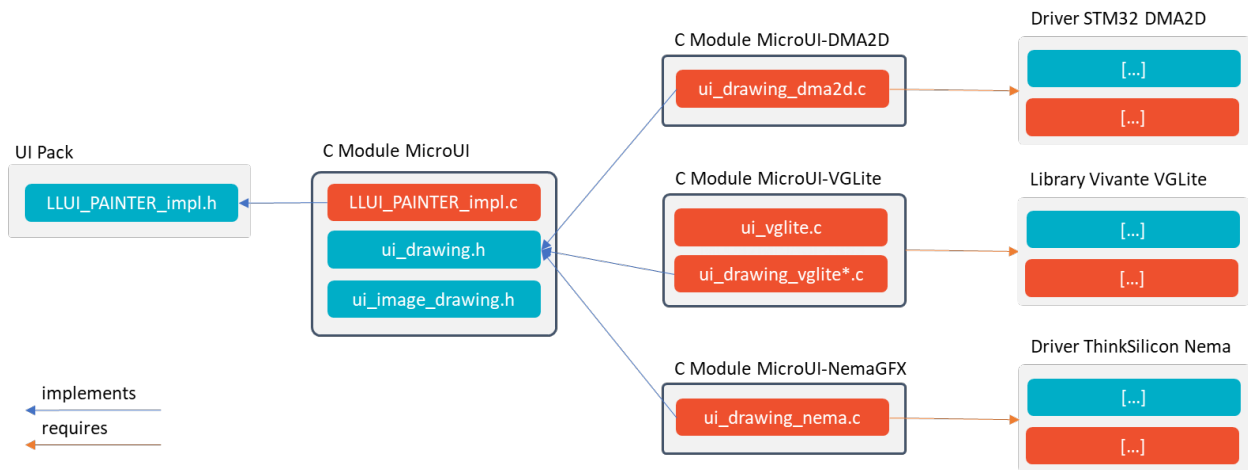 UI Pack
LLUI_PAINTER_impl.h
C Module MicroUI
LLUI_PAINTER_impl.c
ui_drawing.h
ui_image_drawing.h
C Module MicroUI-DMA2D
ui_drawing_dma2d.c
C Module MicroUI-VGLite
ui_vglite.c
ui_drawing_vglite*.c
C Module MicroUI-NemaGFX
ui_drawing_nema.c
Driver STM32 DMA2D
[...]
[...]
Library Vivante VGLite
[...]
[...]
Driver ThinkSilicon Nema
[...]
[...]
implements
requires